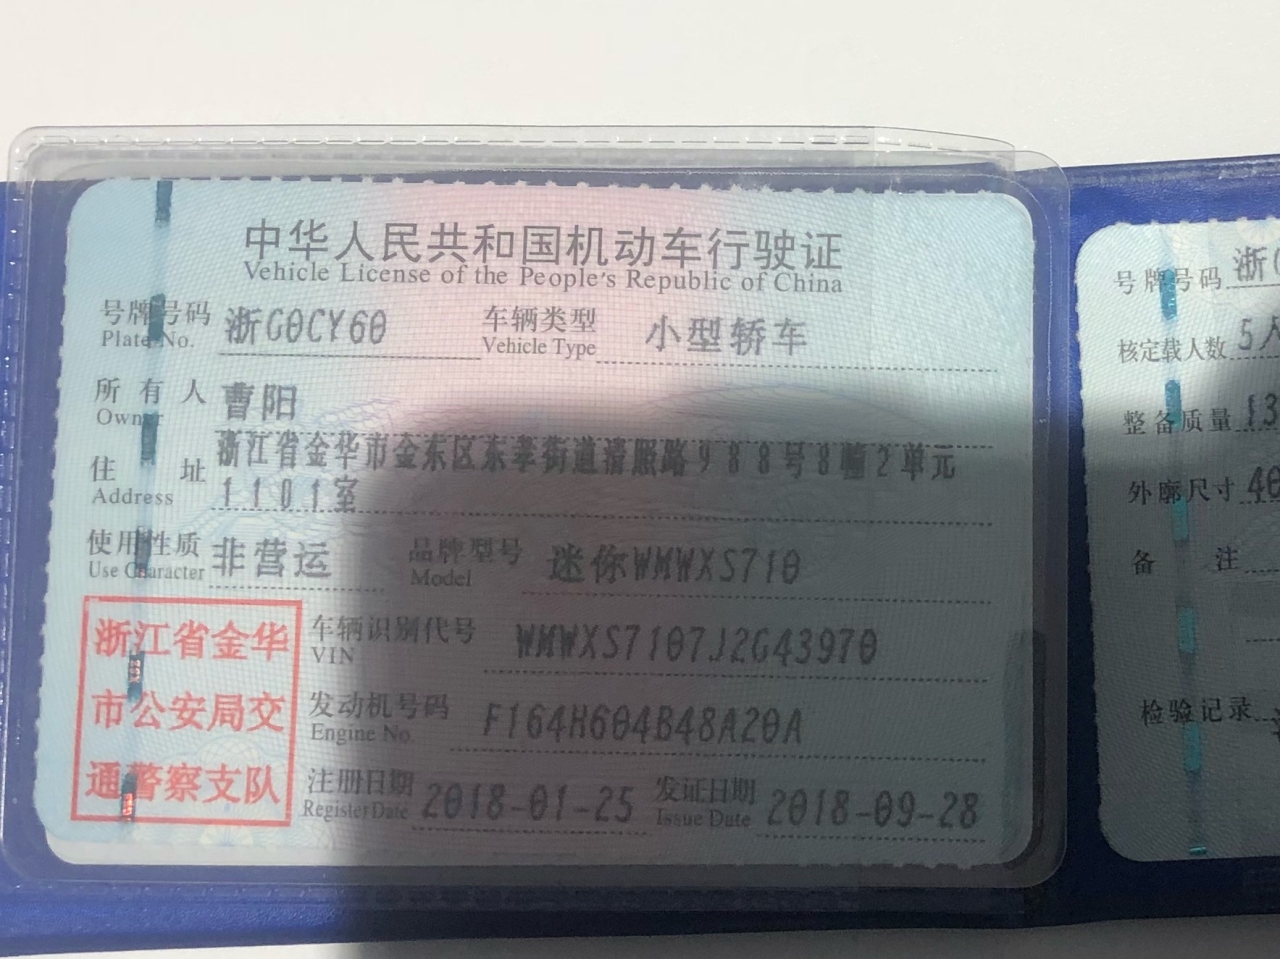 中华人民共和国机动车行驶证
Vehicle License of the People's Republic of China
号牌号码 浙G0CY60 车辆类型 小型轿车
Plate No. Vehicle Type
所有人 曹阳
Owner
住址 浙江省金华市金东区东孝街道清照路988号8幢2单元
Address 1101室
使用性质 非营运 品牌型号 迷你WMWXS710
Use Character Model
浙江省金华
市公安局交
通警察支队
车辆识别代号 WMWXS7107J2G43970
VIN
发动机号码 F164H604B48A20A
Engine No.
注册日期 2018-01-25 发证日期 2018-09-28
Register Date Issue Date
号牌号码 浙
核定载人数 5人
整备质量 13
外廓尺寸 40
备注
检验记录